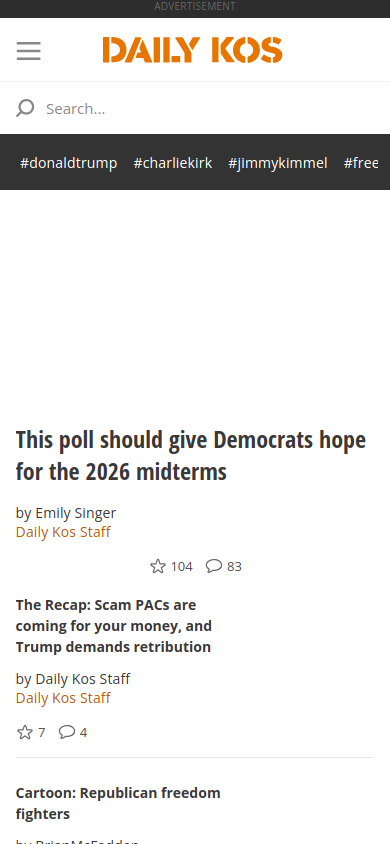 ADVERTISEMENT
DAILY KOS
Search...
#donaldtrump #charliekirk #jimmykimmel #free
This poll should give Democrats hope
for the 2026 midterms
by Emily Singer
Daily Kos Staff
104 83
The Recap: Scam PACs are
coming for your money, and
Trump demands retribution
by Daily Kos Staff
Daily Kos Staff
7 4
Cartoon: Republican freedom
fighters
by BrianMcFadden